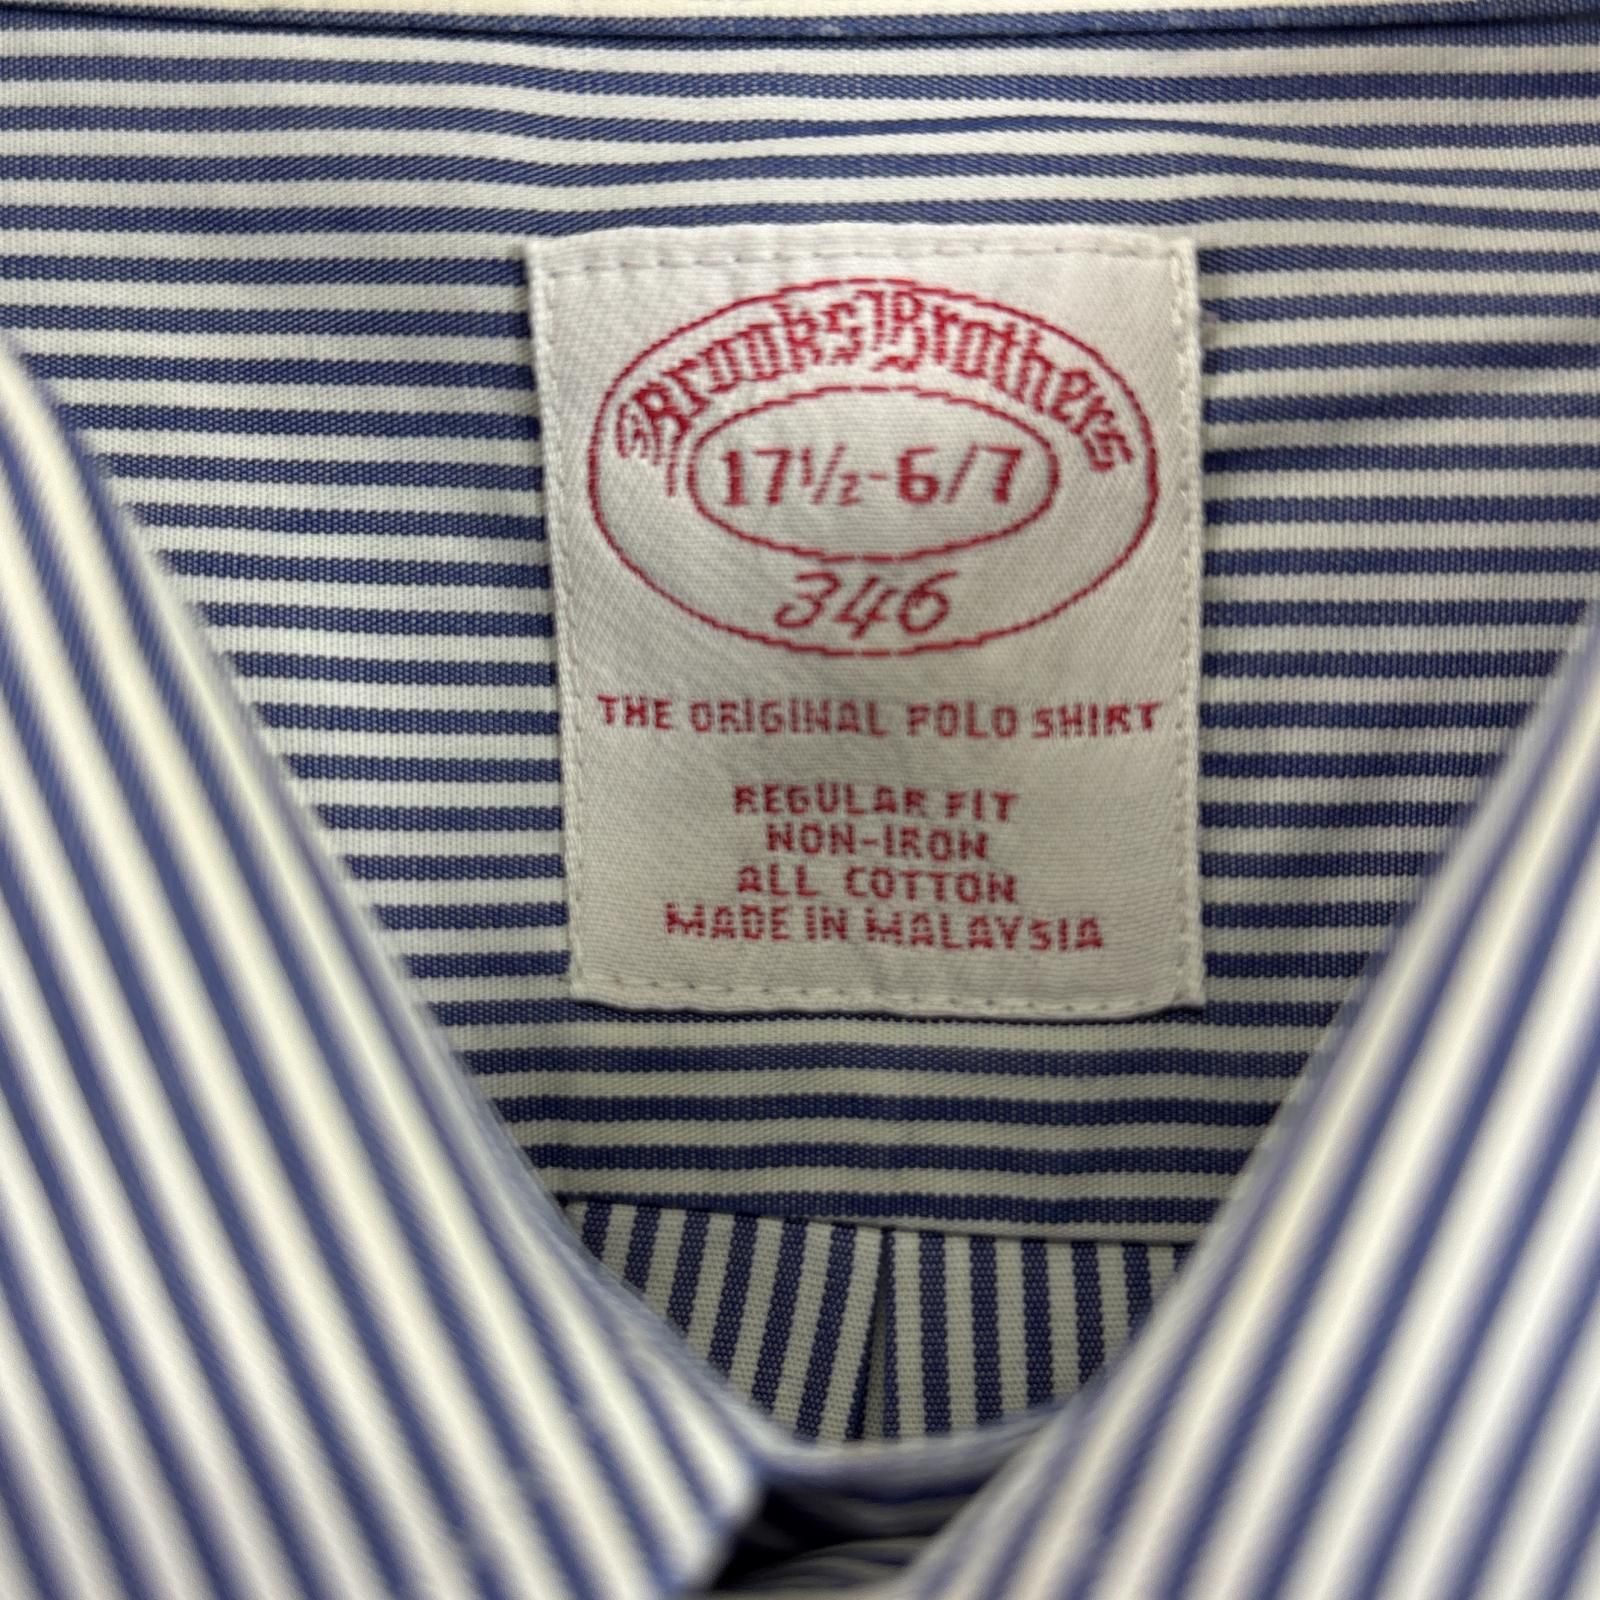 Brooks Brothers
17½-6/7
346
THE ORIGINAL POLO SHIRT
REGULAR FIT
NON-IRON
ALL COTTON
MADE IN MALAYSIA